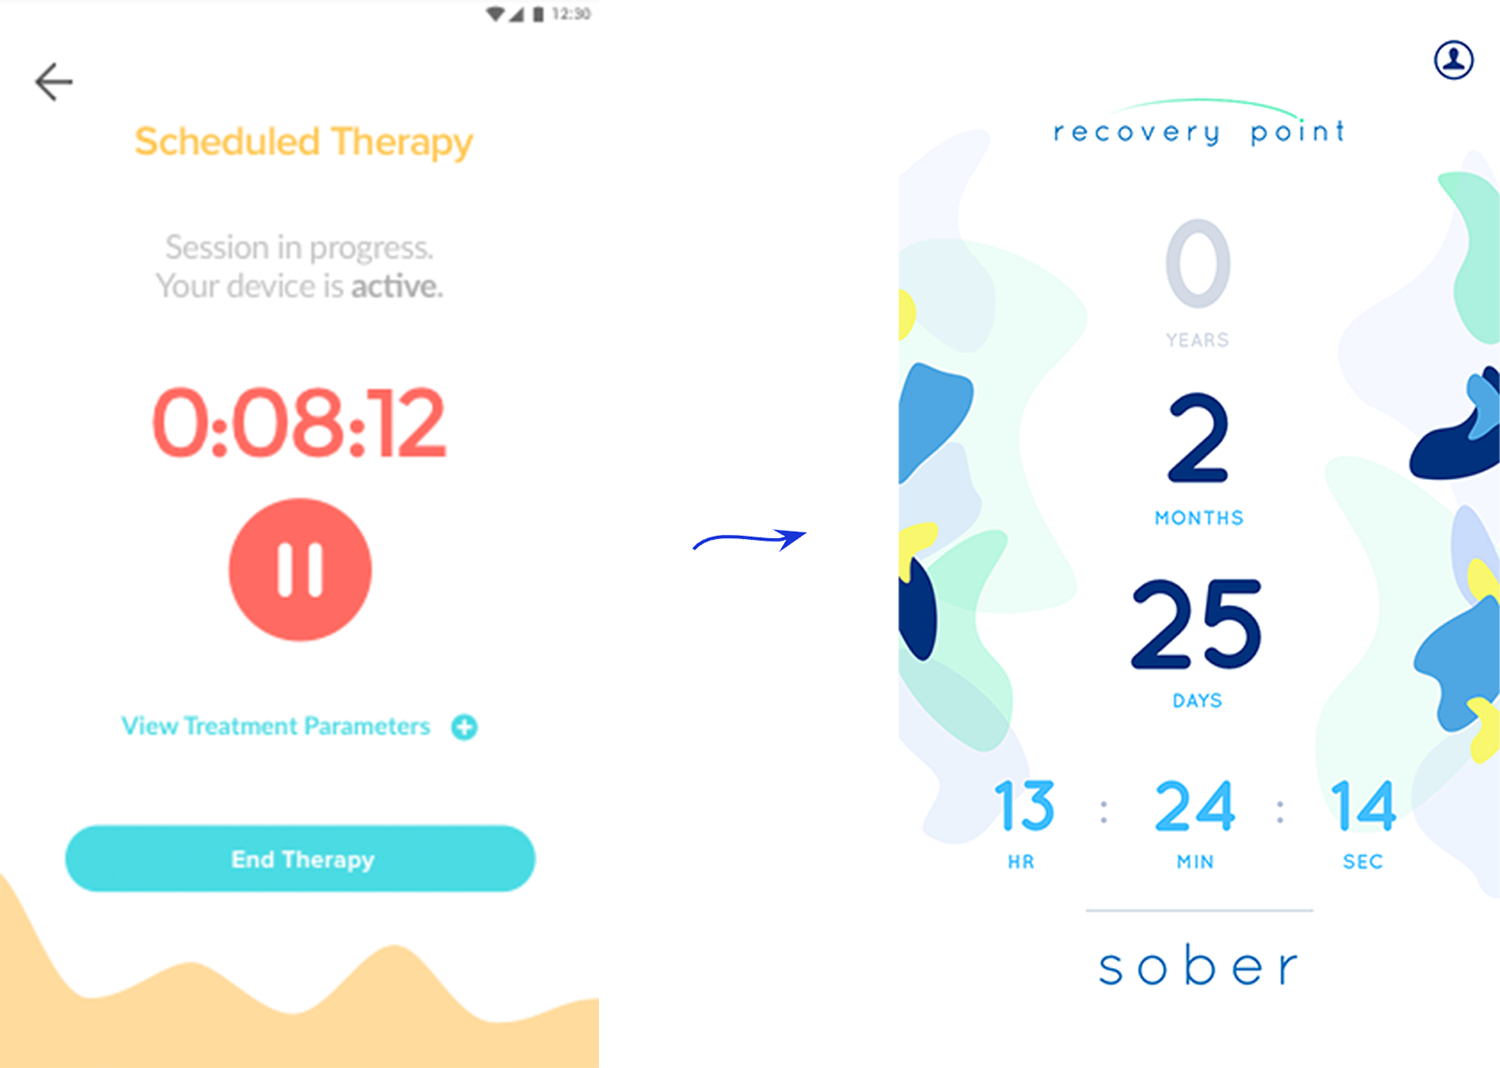 12:30
Scheduled Therapy
Session in progress.
Your device is active.
0:08:12
View Treatment Parameters
End Therapy
recovery point
0
YEARS
2
MONTHS
25
DAYS
13 : 24 : 14
HR MIN SEC
sober